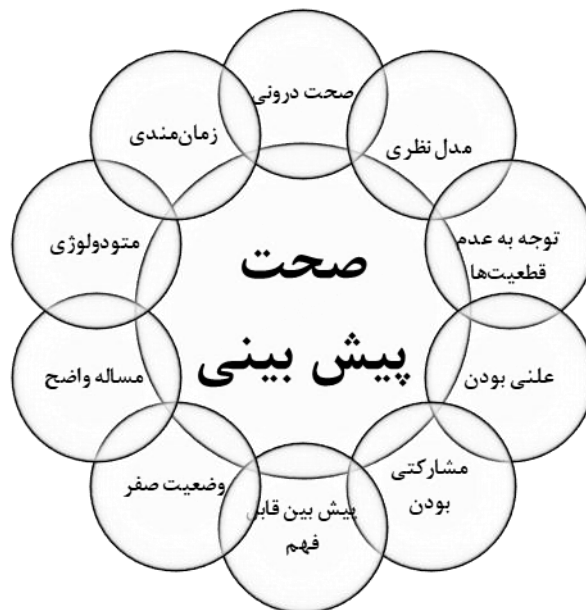 صحت
پیش بینی
صحت درونی
مدل نظری
توجه به عدم
قطعیت‌ها
علنی بودن
مشارکتی
بودن
پیش بین قابل
فهم
وضعیت صفر
مساله واضح
متودولوژی
زمان‌مندی